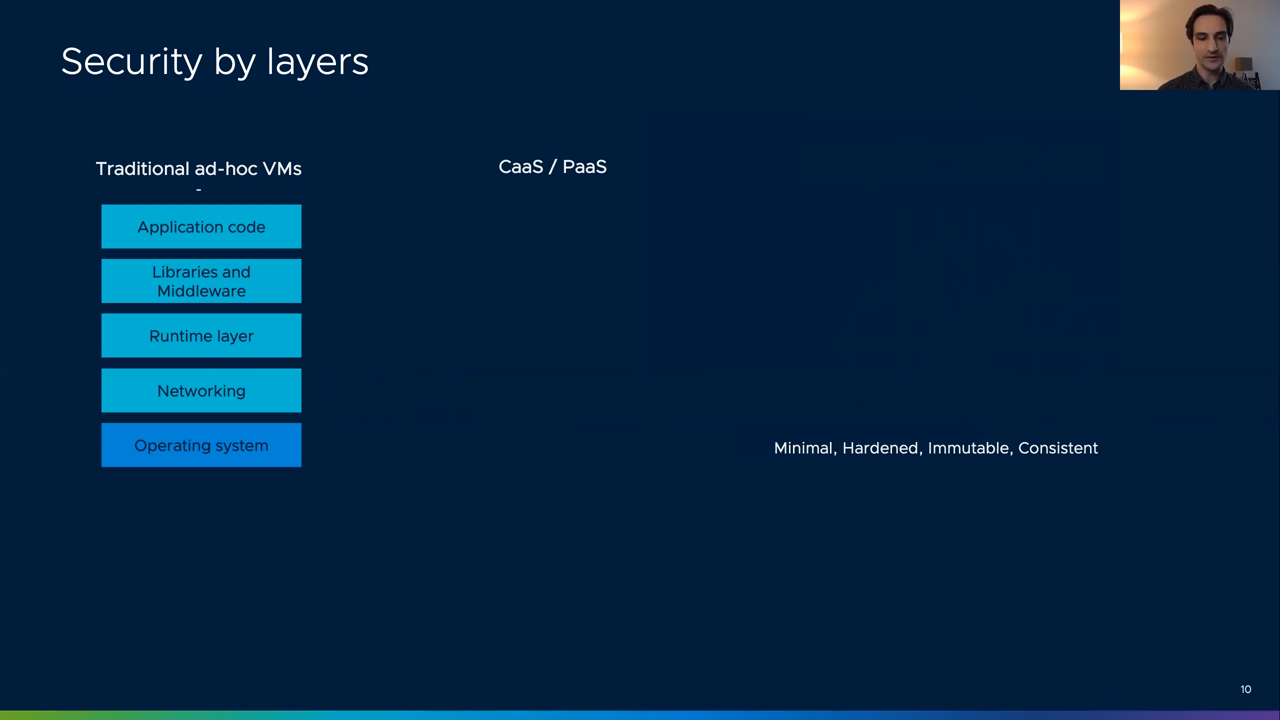 Security by layers
Traditional ad-hoc VMs
-
CaaS / PaaS
Application code
Libraries and
Middleware
Runtime layer
Networking
Operating system
Minimal, Hardened, Immutable, Consistent
10